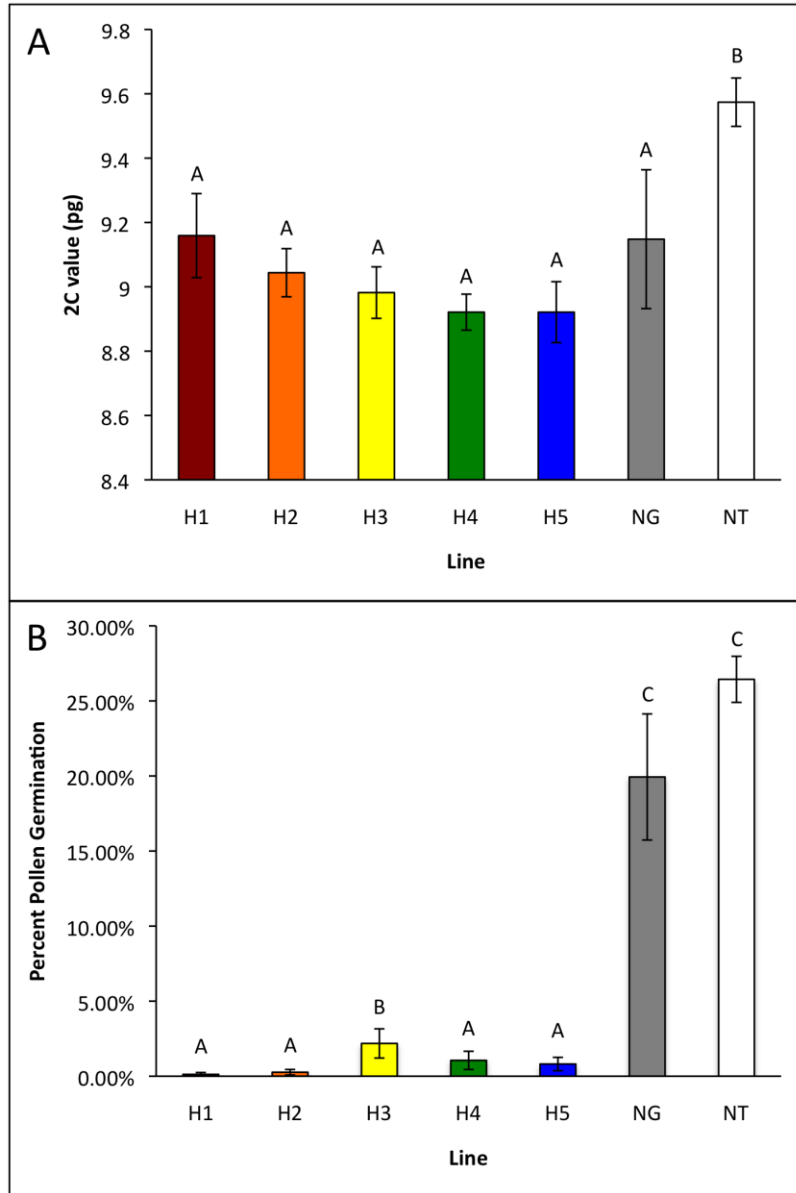 A
9.8
9.6
9.4
9.2
9
8.8
8.6
8.4
2C value (pg)
A
A
A
A
A
A
B
H1 H2 H3 H4 H5 NG NT
Line
B
30.00%
25.00%
20.00%
15.00%
10.00%
5.00%
0.00%
Percent Pollen Germination
A
A
B
A
A
C
C
H1 H2 H3 H4 H5 NG NT
Line